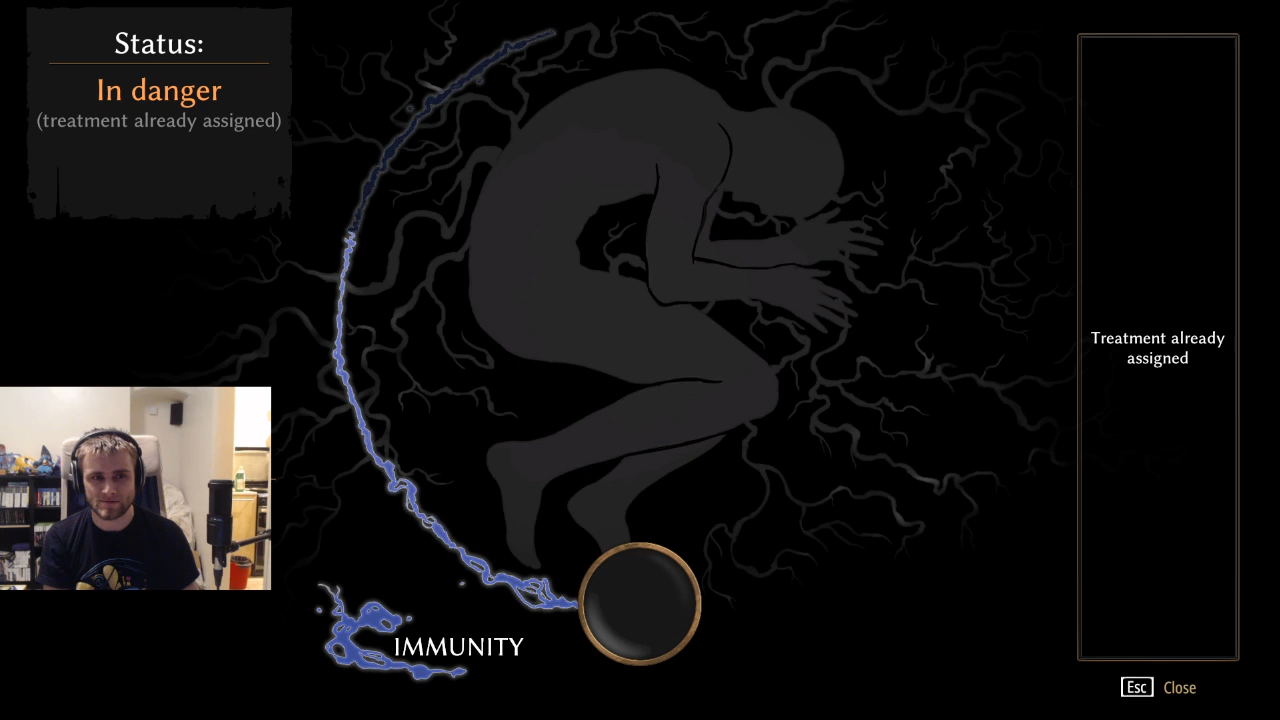 Status:
In danger
(treatment already assigned)
Treatment already
assigned
IMMUNITY
Esc Close